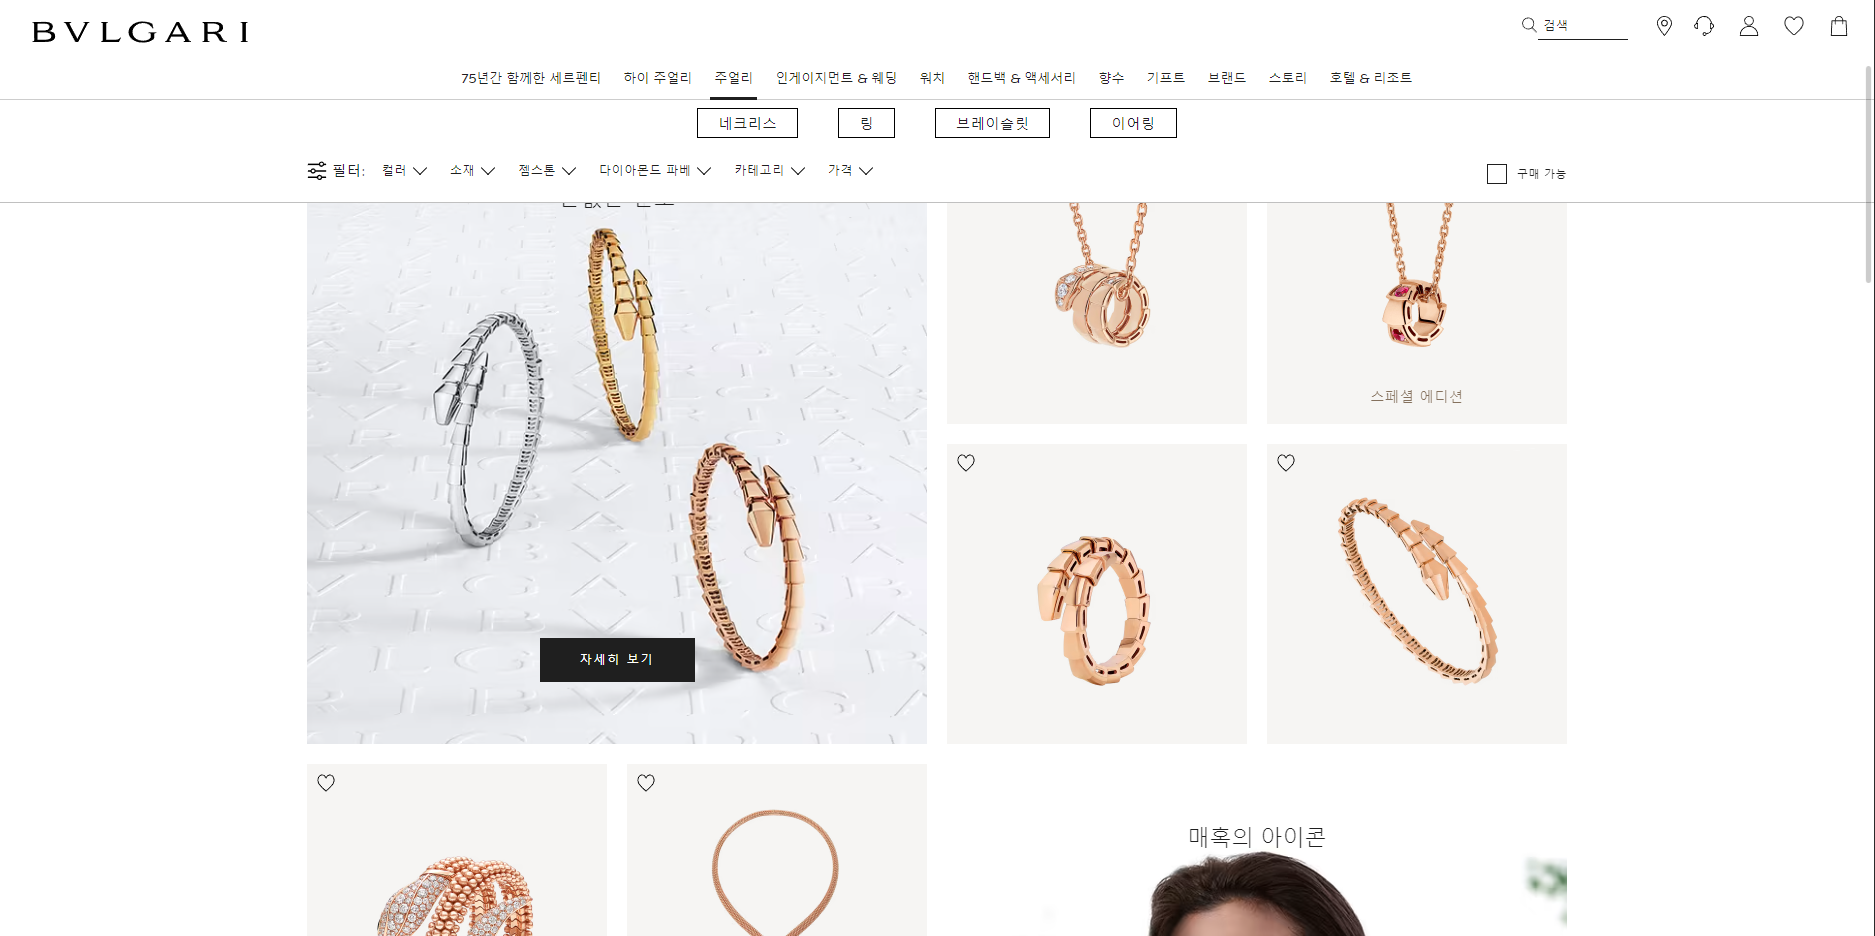 BVLGARI
검색
75년간 함께한 세르펜티 하이 주얼리 주얼리 인게이지먼트 & 웨딩 워치 핸드백 & 액세서리 향수 기프트 브랜드 스토리 호텔 & 리조트
네크리스 링 브레이슬릿 이어링
필터: 컬러 소재 젬스톤 다이아몬드 파베 카테고리 가격
구매 가능
스페셜 에디션
자세히 보기
매혹의 아이콘